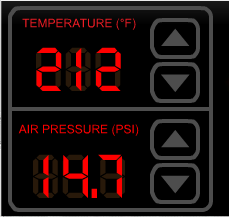 TEMPERATURE (°F)
212
AIR PRESSURE (PSI)
14.7